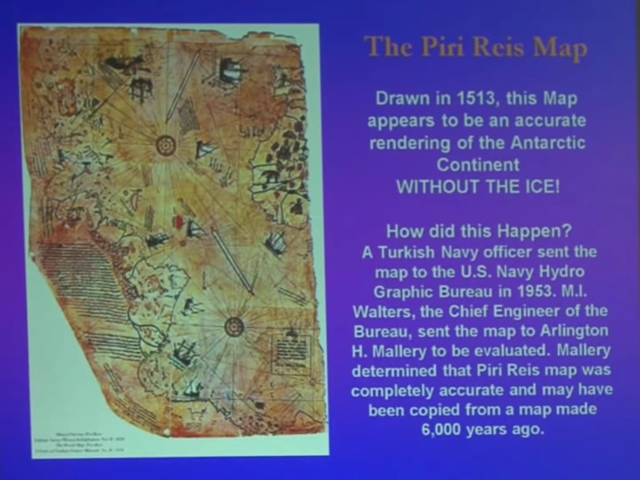 The Piri Reis Map
Drawn in 1513, this Map
appears to be an accurate
rendering of the Antarctic
Continent
WITHOUT THE ICE!
How did this Happen?
A Turkish Navy officer sent the
map to the U.S. Navy Hydro
Graphic Bureau in 1953. M.I.
Walters, the Chief Engineer of the
Bureau, sent the map to Arlington
H. Mallery to be evaluated. Mallery
determined that Piri Reis map was
completely accurate and may have
been copied from a map made
6,000 years ago.